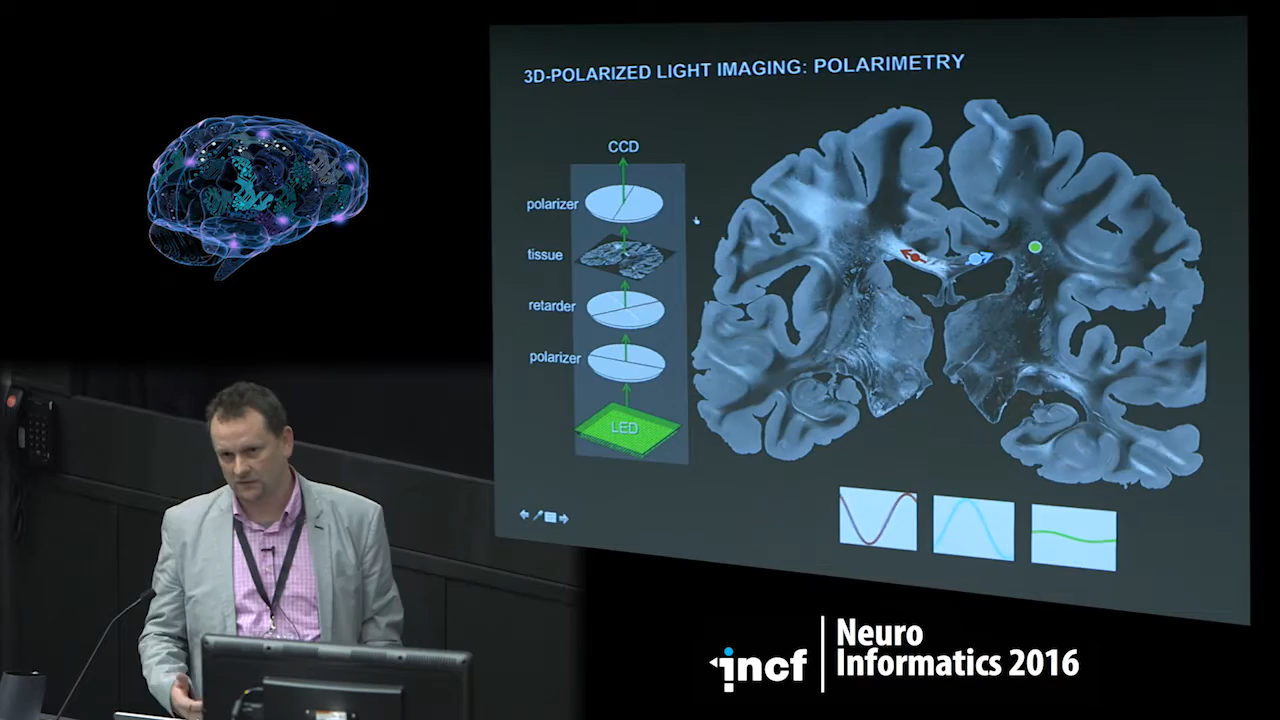 3D-POLARIZED LIGHT IMAGING: POLARIMETRY
CCD
polarizer
tissue
retarder
polarizer
LED
incf
Neuro
Informatics 2016